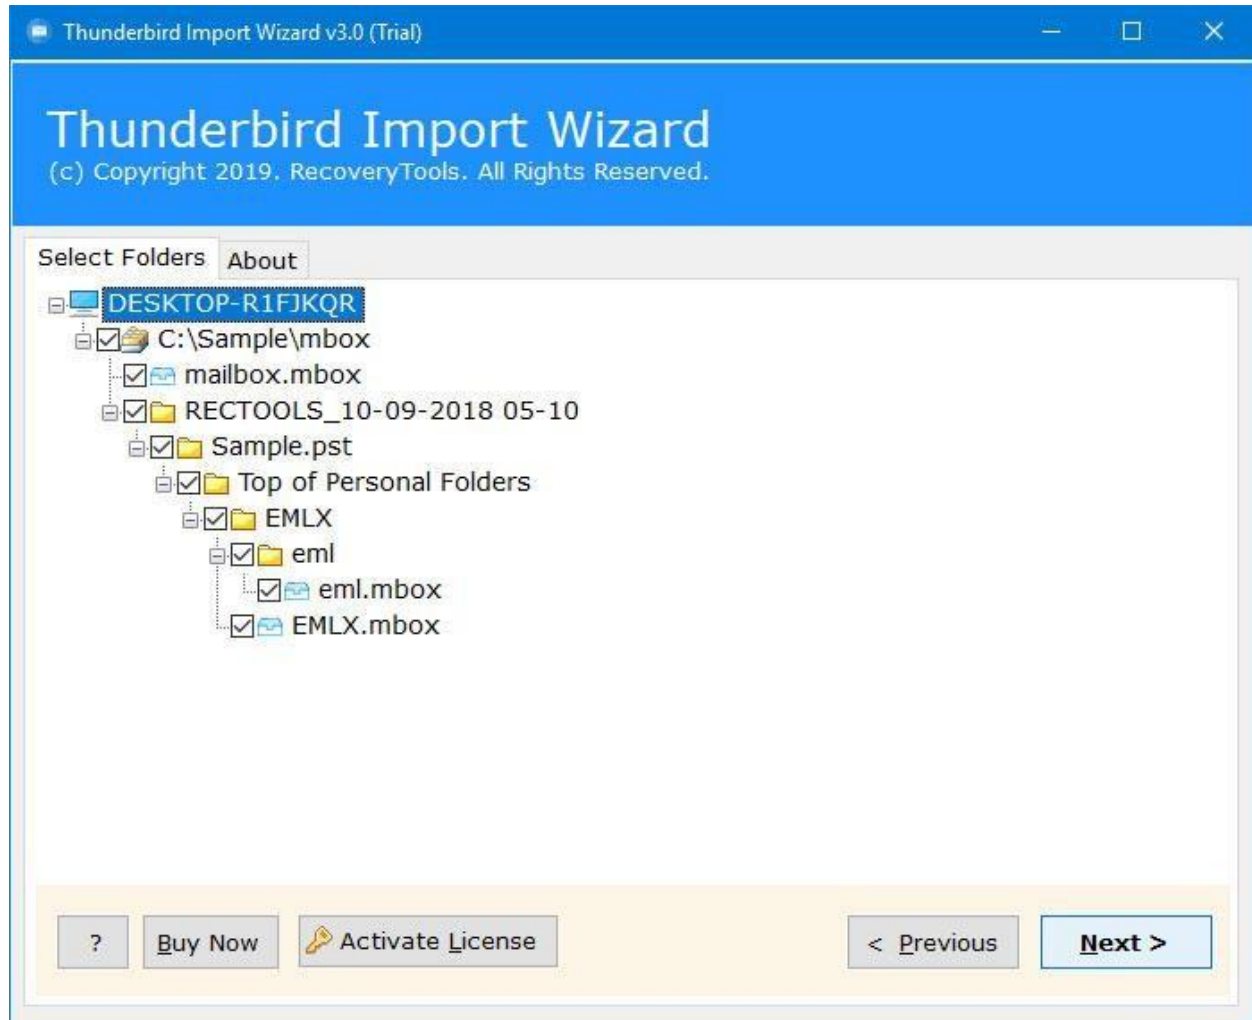 Thunderbird Import Wizard v3.0 (Trial)
Thunderbird Import Wizard
(c) Copyright 2019. RecoveryTools. All Rights Reserved.
Select Folders About
DESKTOP-R1FJKQR
C:\Sample\mbox
mailbox.mbox
RECTOOLS_10-09-2018 05-10
Sample.pst
Top of Personal Folders
EMLX
eml
eml.mbox
EMLX.mbox
? Buy Now Activate License < Previous Next >